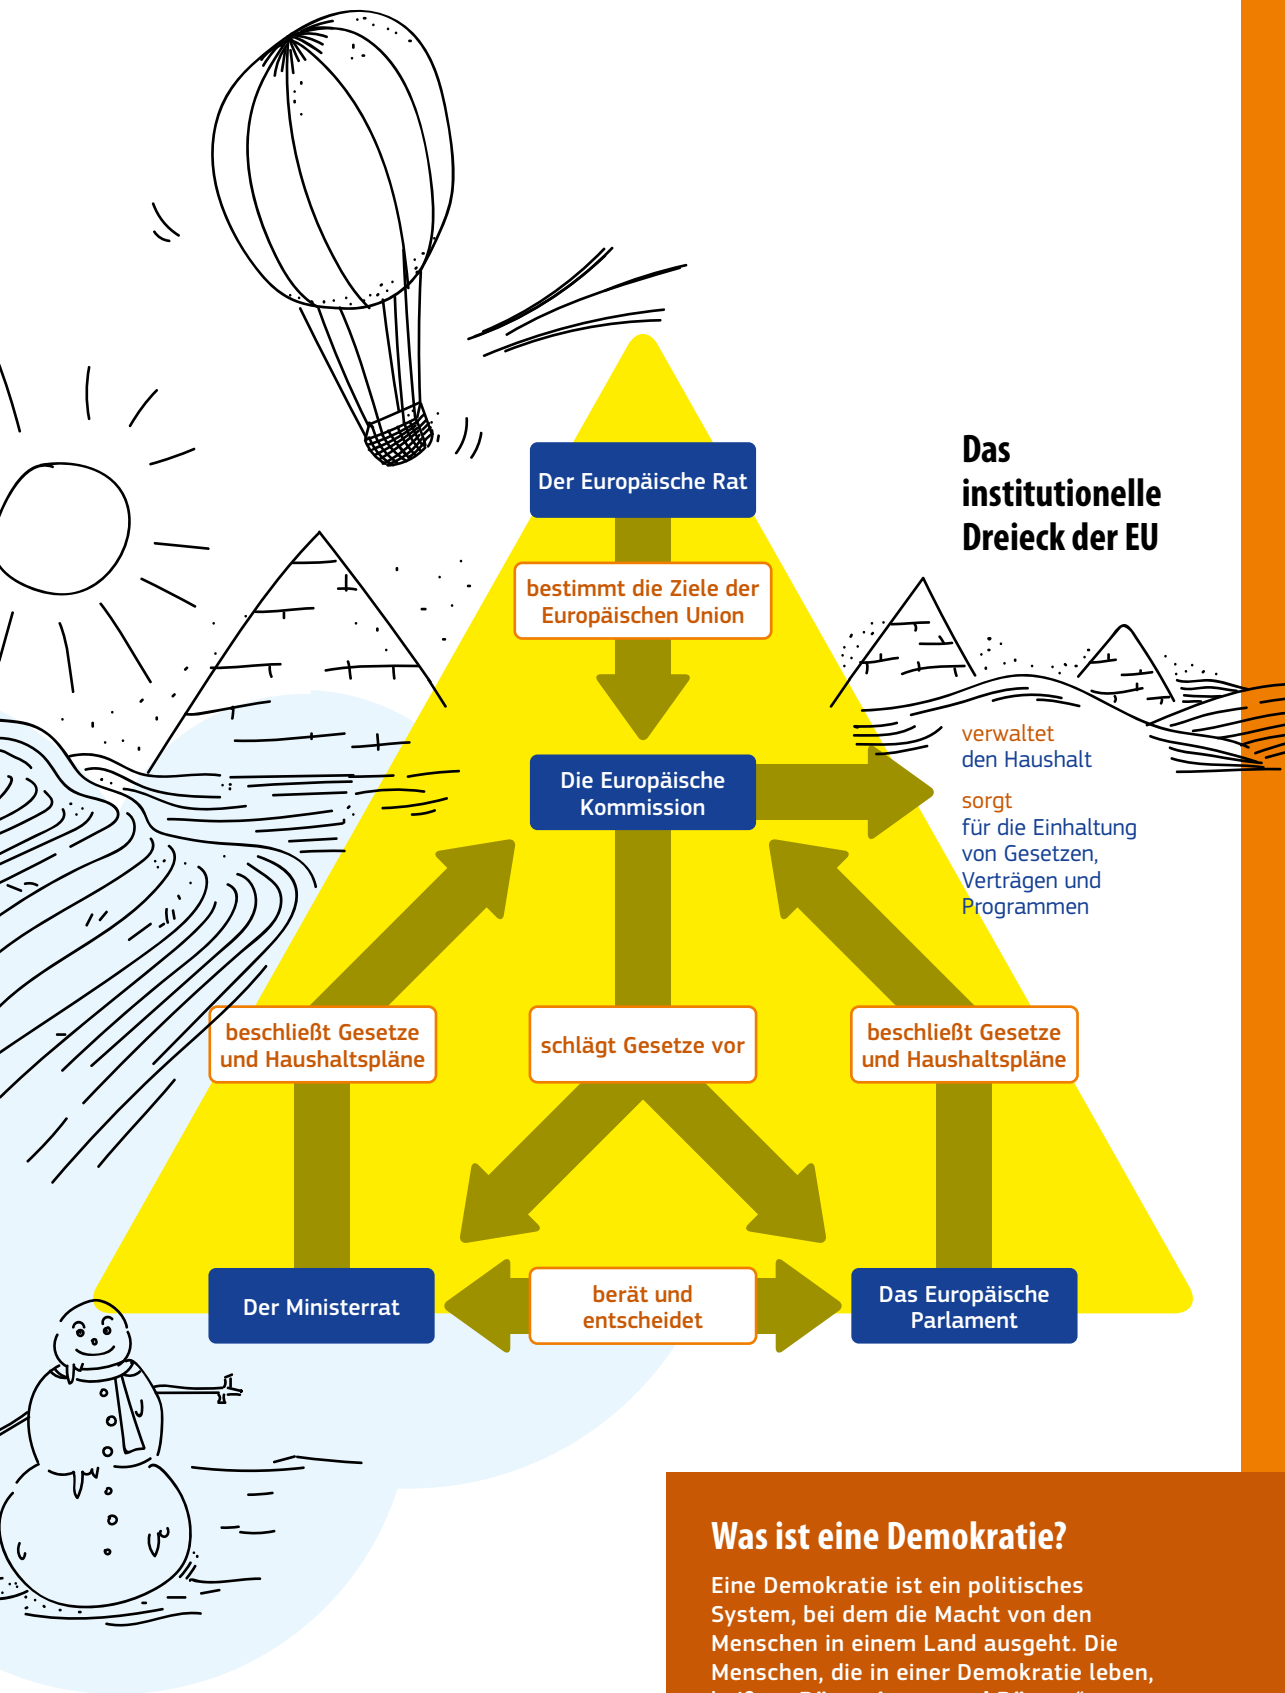 Das
institutionelle
Dreieck der EU
Der Europäische Rat
bestimmt die Ziele der
Europäischen Union
Die Europäische
Kommission
verwaltet
den Haushalt
sorgt
für die Einhaltung
von Gesetzen,
Verträgen und
Programmen
beschließt Gesetze
und Haushaltspläne
schlägt Gesetze vor
beschließt Gesetze
und Haushaltspläne
Der Ministerrat
berät und
entscheidet
Das Europäische
Parlament
Was ist eine Demokratie?
Eine Demokratie ist ein politisches
System, bei dem die Macht von den
Menschen in einem Land ausgeht. Die
Menschen, die in einer Demokratie leben,